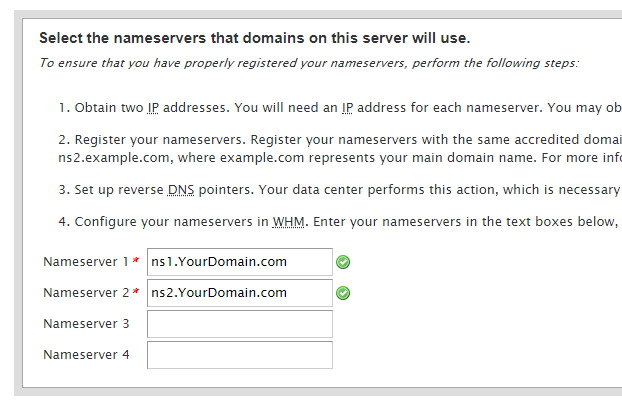 Select the nameservers that domains on this server will use.
To ensure that you have properly registered your nameservers, perform the following steps:
1. Obtain two IP addresses. You will need an IP address for each nameserver. You may ob
2. Register your nameservers. Register your nameservers with the same accredited domai
ns2.example.com, where example.com represents your main domain name. For more info
3. Set up reverse DNS pointers. Your data center performs this action, which is necessary
4. Configure your nameservers in WHM. Enter your nameservers in the text boxes below,
Nameserver 1* ns1.YourDomain.com
Nameserver 2* ns2.YourDomain.com
Nameserver 3
Nameserver 4